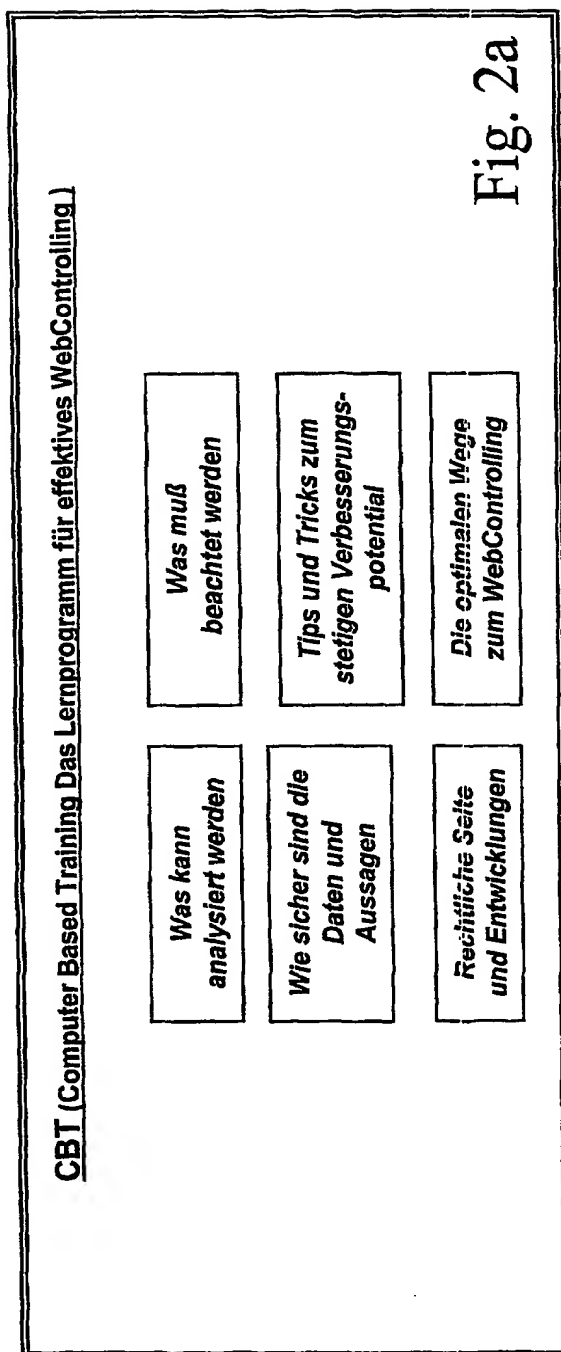 CBT (Computer Based Training Das Lernprogramm für effektives WebControlling )
Was kann
analysiert werden
Was muß
beachtet werden
Wie sicher sind die
Daten und
Aussagen
Tips und Tricks zum
stetigen Verbesserungs-
potential
Rechtliche Seite
und Entwicklungen
Die optimalen Wege
zum WebControlling
Fig. 2a